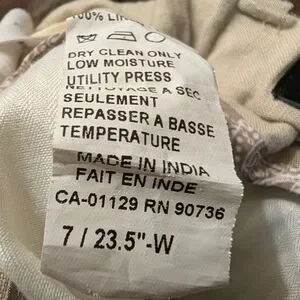 100% LIN
DRY CLEAN ONLY
LOW MOISTURE
UTILITY PRESS
NETTOYAGE A SEC
SEULEMENT
REPASSER A BASSE
TEMPERATURE
MADE IN INDIA
FAIT EN INDE
CA-01129 RN 90736
7 / 23.5"-W